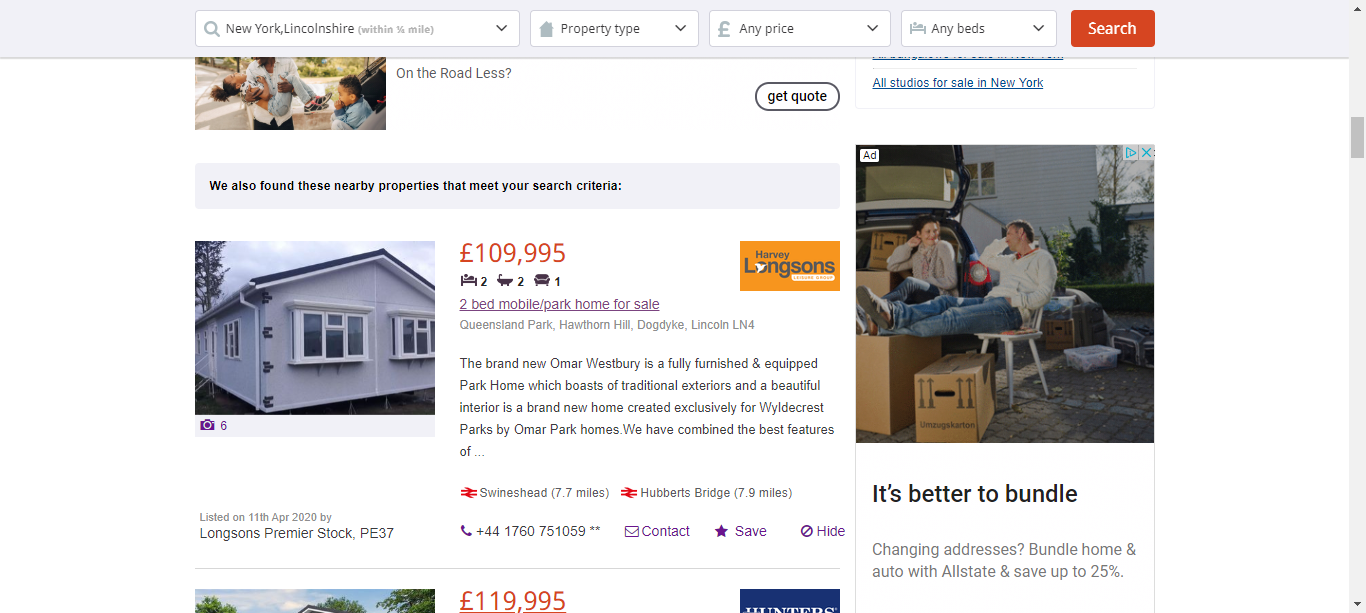 New York,Lincolnshire (within ¼ mile)
Property type
Any price
Any beds
Search
On the Road Less?
get quote
All bungalows for sale in New York
All studios for sale in New York
We also found these nearby properties that meet your search criteria:
£109,995
2 2 1
2 bed mobile/park home for sale
Queensland Park, Hawthorn Hill, Dogdyke, Lincoln LN4
Harvey
Longsons
LEISURE GROUP
The brand new Omar Westbury is a fully furnished & equipped
Park Home which boasts of traditional exteriors and a beautiful
interior is a brand new home created exclusively for Wyldecrest
Parks by Omar Park homes.We have combined the best features
of ...
6
Swineshead (7.7 miles) Hubberts Bridge (7.9 miles)
Listed on 11th Apr 2020 by
Longsons Premier Stock, PE37
+44 1760 751059 ** Contact Save Hide
£119,995
HUNTERS
Ad
Umzugskarton
It's better to bundle
Changing addresses? Bundle home &
auto with Allstate & save up to 25%.